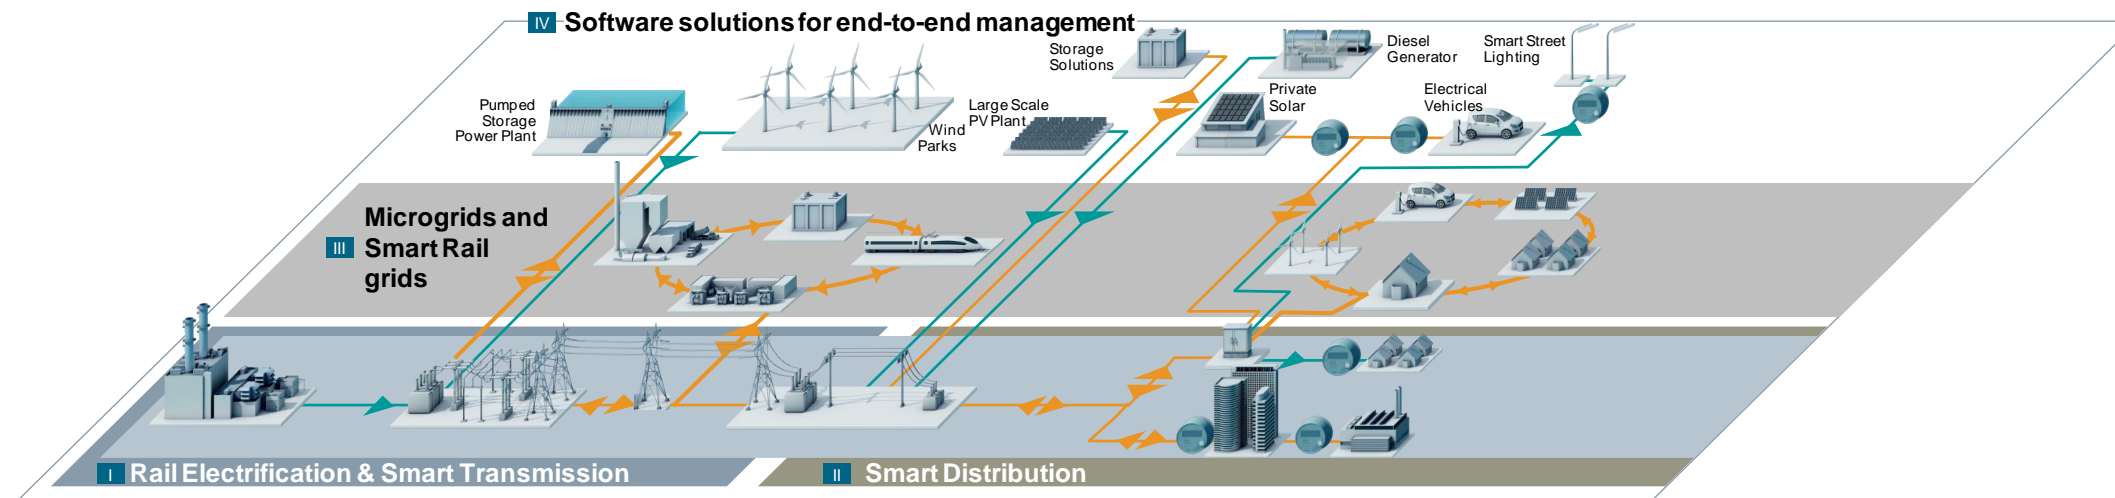 IV Software solutions for end-to-end management
Storage
Solutions
Diesel
Generator
Smart Street
Lighting
Pumped
Storage
Power Plant
Wind
Parks
Large Scale
PV Plant
Private
Solar
Electrical
Vehicles
Microgrids and
III Smart Rail
grids
I Rail Electrification & Smart Transmission
II Smart Distribution